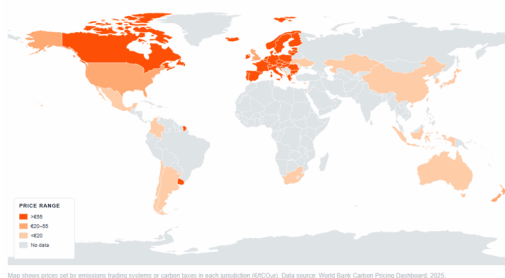 PRICE RANGE
>€55
€20–55
<€20
No data
Map shows prices set by emissions trading systems or carbon taxes in each jurisdiction (€/tCO₂e). Data source: World Bank Carbon Pricing Dashboard, 2025.